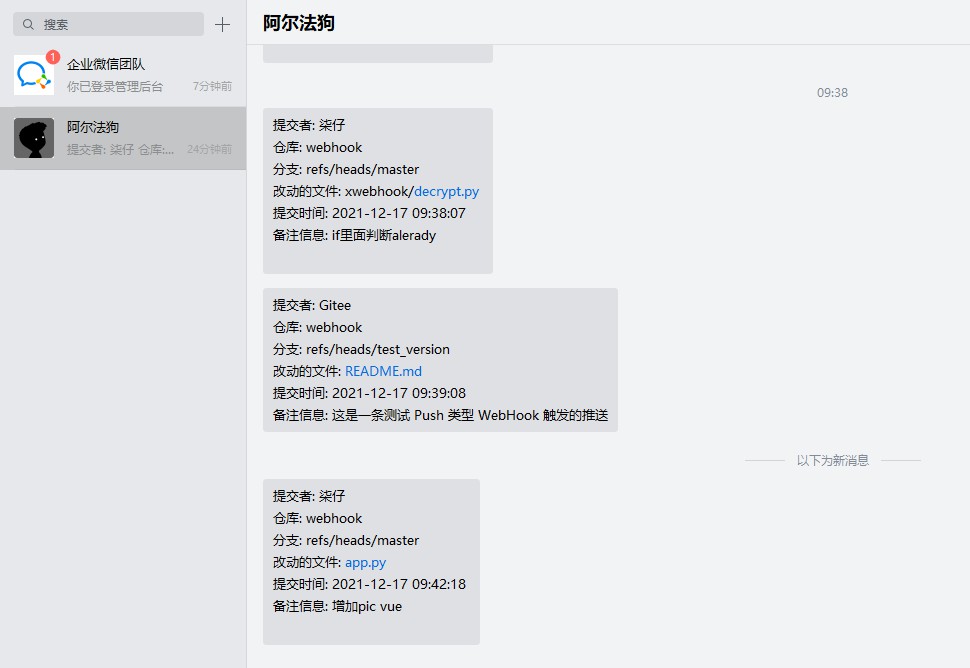 搜索
企业微信团队
1
你已登录管理后台
7分钟前
阿尔法狗
提交者: 柒仔 仓库:...
24分钟前
阿尔法狗
09:38
提交者: 柒仔
仓库: webhook
分支: refs/heads/master
改动的文件: xwebhook/decrypt.py
提交时间: 2021-12-17 09:38:07
备注信息: if里面判断alerady
提交者: Gitee
仓库: webhook
分支: refs/heads/test_version
改动的文件: README.md
提交时间: 2021-12-17 09:39:08
备注信息: 这是一条测试 Push 类型 WebHook 触发的推送
以下为新消息
提交者: 柒仔
仓库: webhook
分支: refs/heads/master
改动的文件: app.py
提交时间: 2021-12-17 09:42:18
备注信息: 增加pic vue